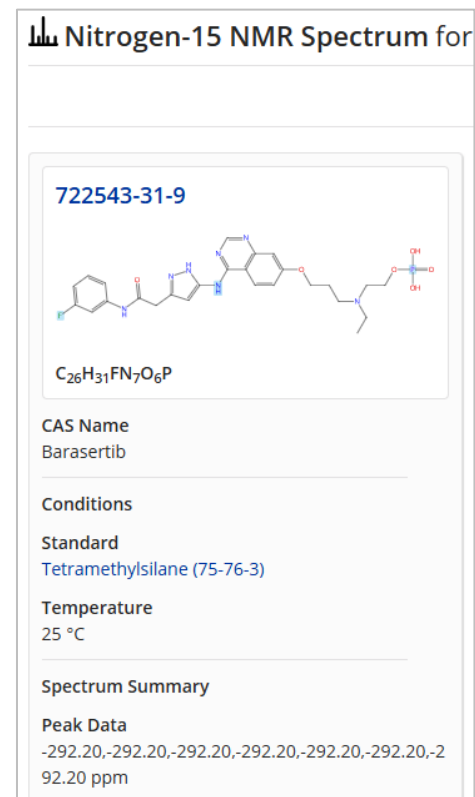 Nitrogen-15 NMR Spectrum for
722543-31-9
OH
N
N
N
NH
O
O
P
O
O
N
OH
N
H
N
H
N
F
C₂₆H₃₁FN₇O₆P
CAS Name
Barasertib
Conditions
Standard
Tetramethylsilane (75-76-3)
Temperature
25 °C
Spectrum Summary
Peak Data
-292.20,-292.20,-292.20,-292.20,-292.20,-292.20,-2
92.20 ppm